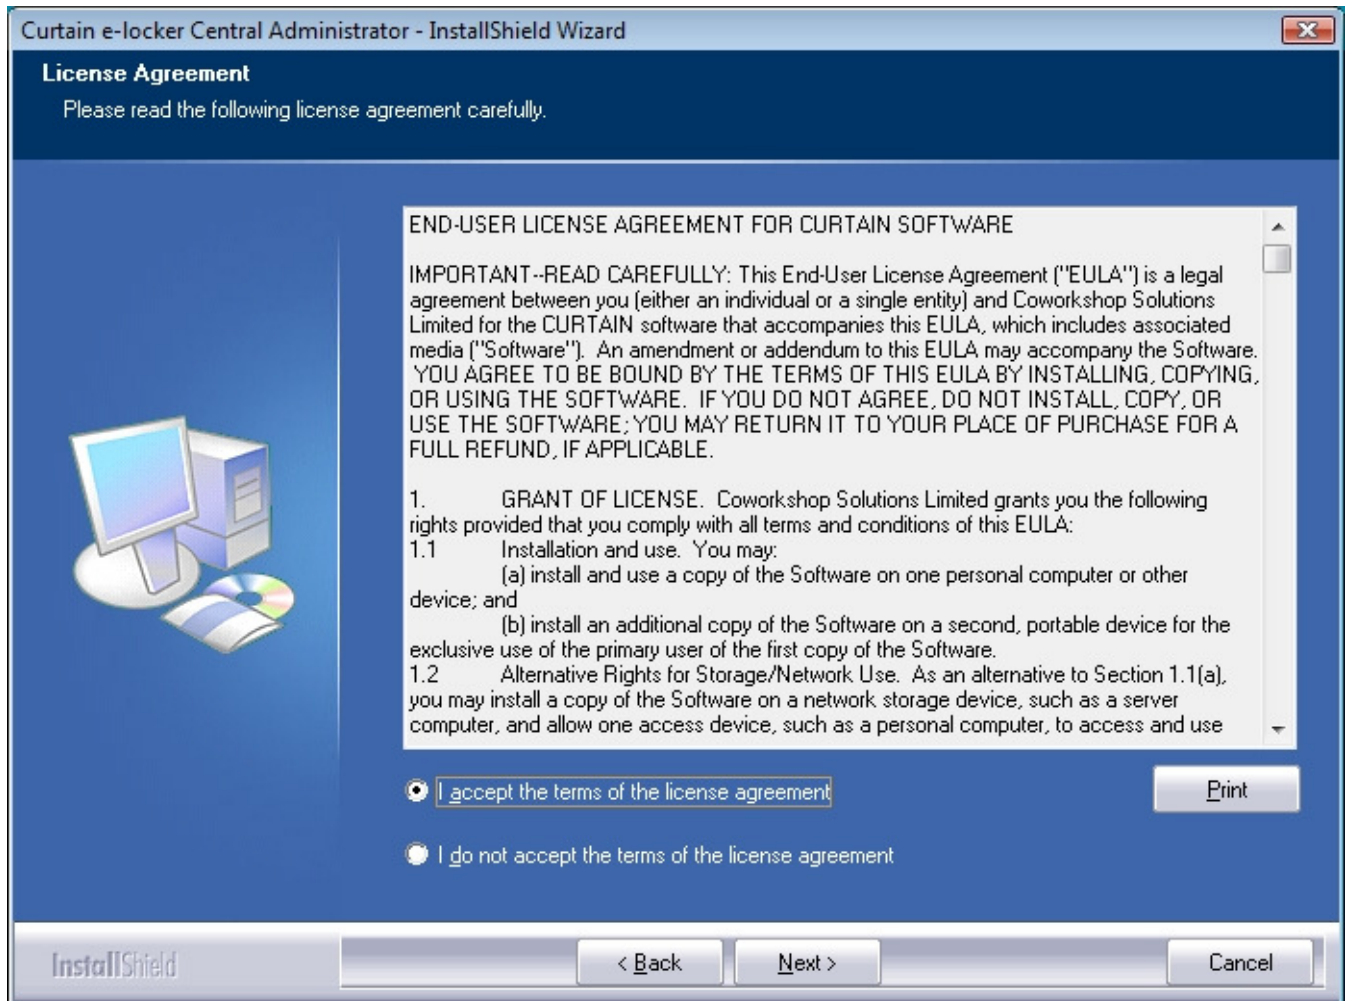 Curtain e-locker Central Administrator - InstallShield Wizard
License Agreement
Please read the following license agreement carefully.
END-USER LICENSE AGREEMENT FOR CURTAIN SOFTWARE
IMPORTANT--READ CAREFULLY: This End-User License Agreement ("EULA") is a legal
agreement between you (either an individual or a single entity) and Coworkshop Solutions
Limited for the CURTAIN software that accompanies this EULA, which includes associated
media ("Software").  An amendment or addendum to this EULA may accompany the Software.
YOU AGREE TO BE BOUND BY THE TERMS OF THIS EULA BY INSTALLING, COPYING,
OR USING THE SOFTWARE.  IF YOU DO NOT AGREE, DO NOT INSTALL, COPY, OR
USE THE SOFTWARE; YOU MAY RETURN IT TO YOUR PLACE OF PURCHASE FOR A
FULL REFUND, IF APPLICABLE.
1. GRANT OF LICENSE.  Coworkshop Solutions Limited grants you the following
rights provided that you comply with all terms and conditions of this EULA:
1.1 Installation and use.  You may:
(a) install and use a copy of the Software on one personal computer or other
device; and
(b) install an additional copy of the Software on a second, portable device for the
exclusive use of the primary user of the first copy of the Software.
1.2 Alternative Rights for Storage/Network Use.  As an alternative to Section 1.1(a),
you may install a copy of the Software on a network storage device, such as a server
computer, and allow one access device, such as a personal computer, to access and use
I accept the terms of the license agreement
Print
I do not accept the terms of the license agreement
InstallShield
< Back
Next >
Cancel